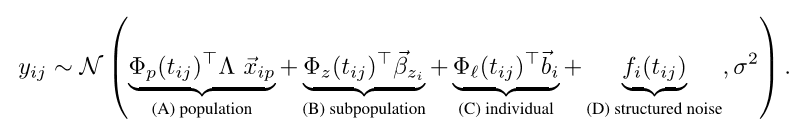 y_{ij} ∼ 𝒩 ( Φ_p(t_{ij})^⊤ Λ x⃗_{ip} + Φ_z(t_{ij})^⊤ β⃗_{z_i} + Φ_ℓ(t_{ij})^⊤ b⃗_i + f_i(t_{ij}) , σ² ) .
(A) population (B) subpopulation (C) individual (D) structured noise